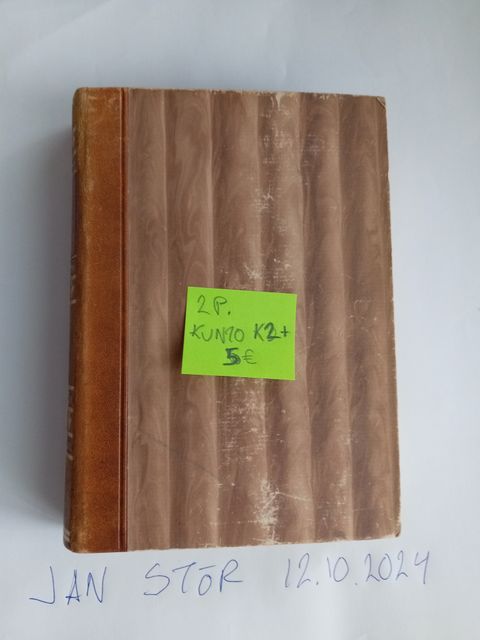 2P.
KUNTO K2+
5€
JAN STÖR 12.10.2024